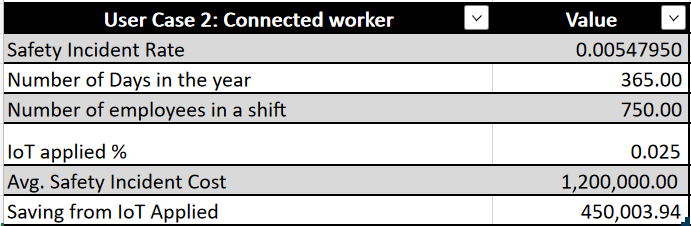 User Case 2: Connected worker Value
Safety Incident Rate 0.00547950
Number of Days in the year 365.00
Number of employees in a shift 750.00
IoT applied % 0.025
Avg. Safety Incident Cost 1,200,000.00
Saving from IoT Applied 450,003.94